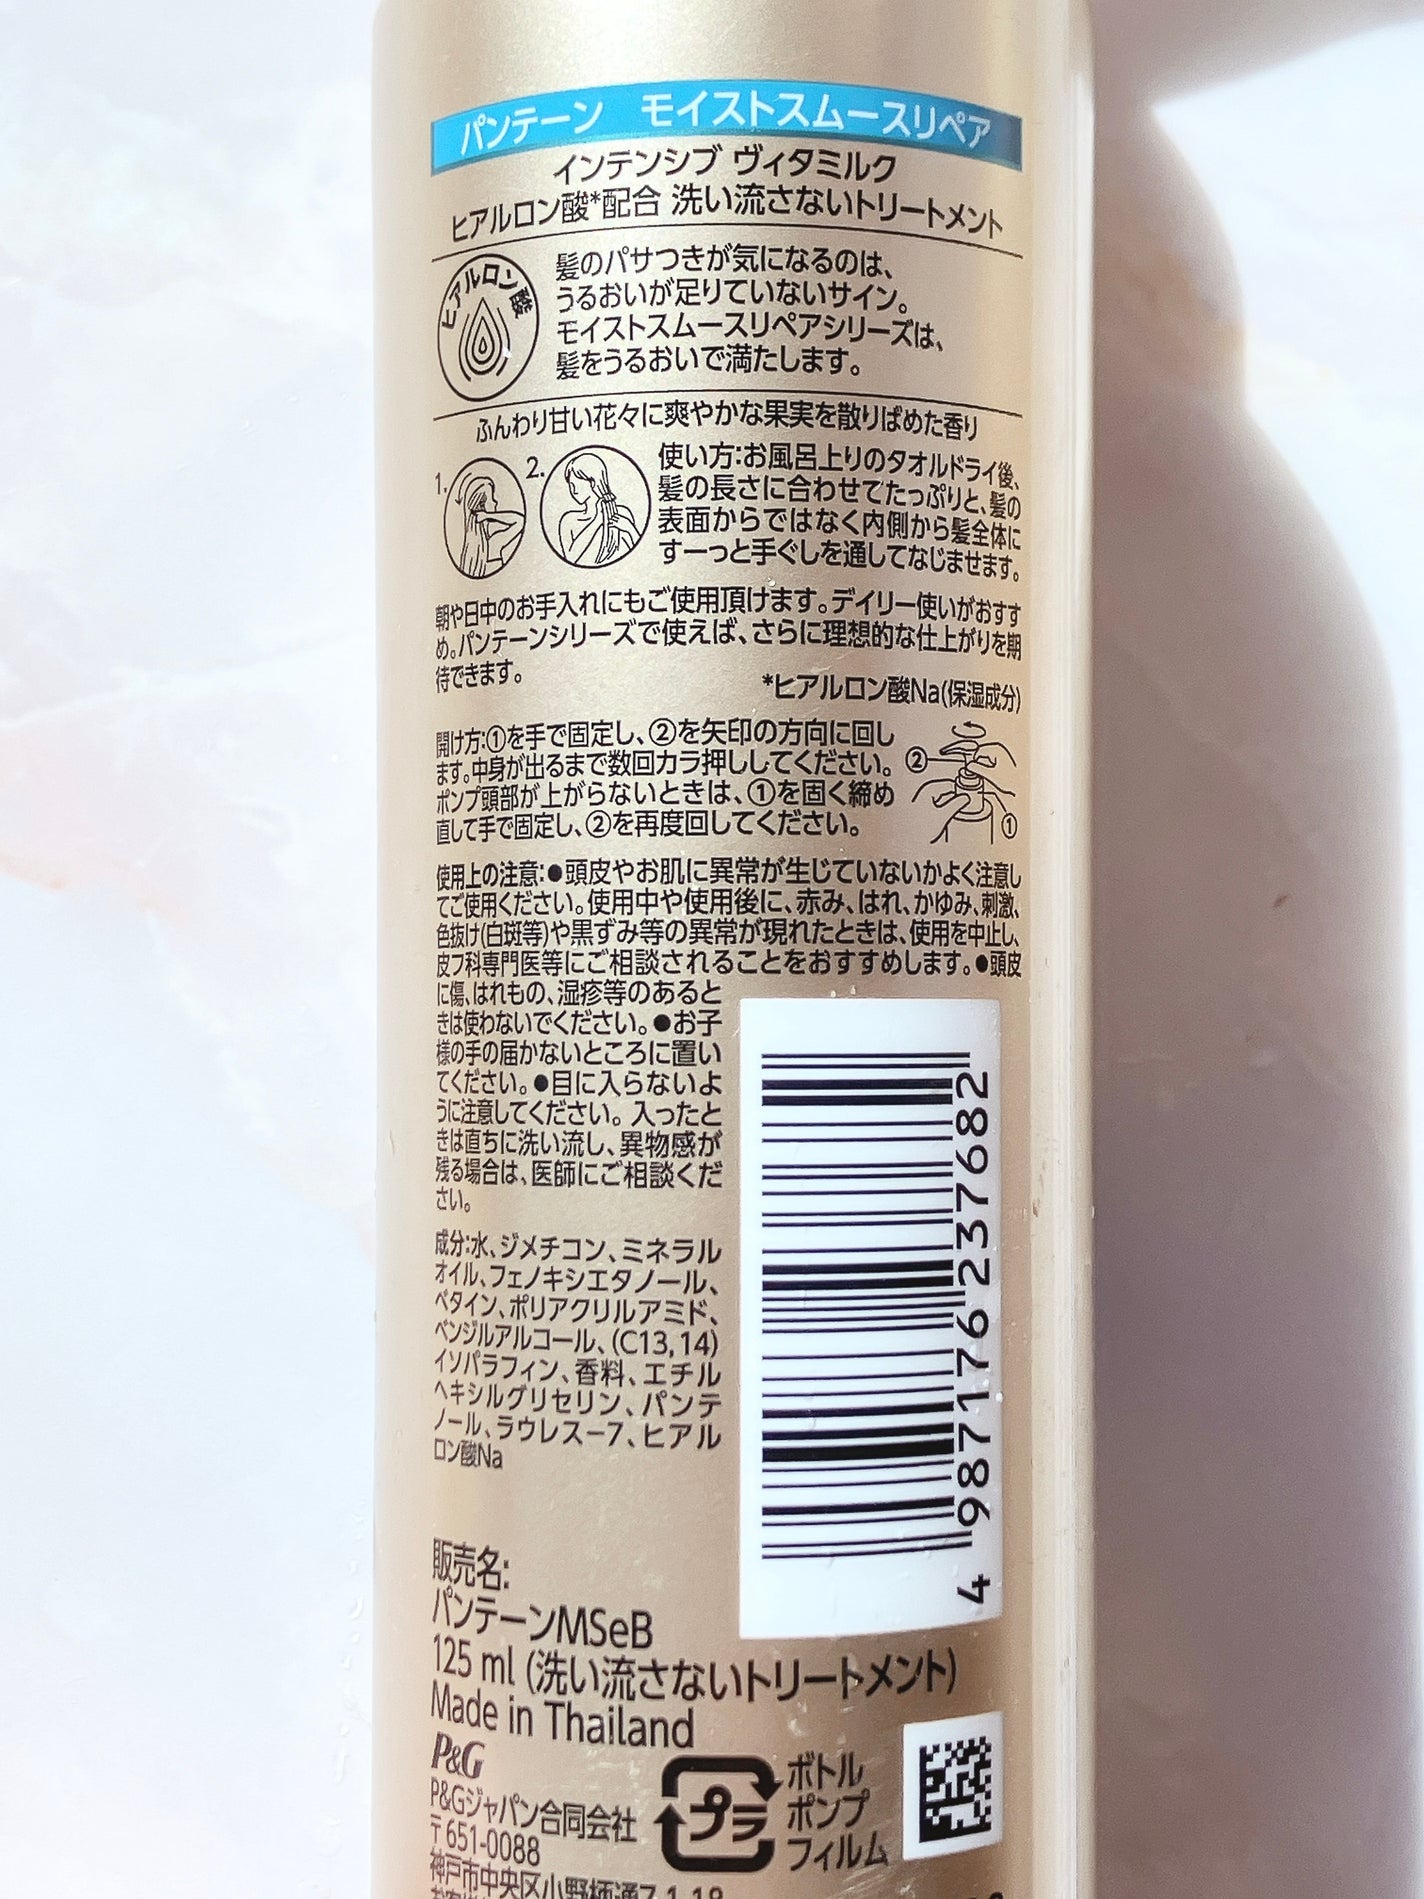 パンテーン モイストスムースリペア
インテンシブ ヴィタミルク
ヒアルロン酸*配合 洗い流さないトリートメント
ヒアルロン酸
髪のパサつきが気になるのは、
うるおいが足りていないサイン。
モイストスムースリペアシリーズは、
髪をうるおいで満たします。
ふんわり甘い花々に爽やかな果実を散りばめた香り
1.
2.
使い方:お風呂上りのタオルドライ後、
髪の長さに合わせてたっぷりと、髪の
表面からではなく内側から髪全体に
すーっと手ぐしを通してなじませます。
朝や日中のお手入れにもご使用頂けます。デイリー使いがおすす
め。パンテーンシリーズで使えば、さらに理想的な仕上がりを期
待できます。
*ヒアルロン酸Na(保湿成分)
開け方:①を手で固定し、②を矢印の方向に回し
ます。中身が出るまで数回カラ押ししてください。
ポンプ頭部が上がらないときは、①を固く締め
直して手で固定し、②を再度回してください。
②
①
使用上の注意:●頭皮やお肌に異常が生じていないかよく注意し
てご使用ください。使用中や使用後に、赤み、はれ、かゆみ、刺激、
色抜け(白斑等)や黒ずみ等の異常が現れたときは、使用を中止し、
皮フ科専門医等にご相談されることをおすすめします。●頭皮
に傷、はれもの、湿疹等のあると
きは使わないでください。●お子
様の手の届かないところに置い
てください。●目に入らないよ
うに注意してください。入ったと
きは直ちに洗い流し、異物感が
残る場合は、医師にご相談くだ
さい。
成分:水、ジメチコン、ミネラル
オイル、フェノキシエタノール、
ベタイン、ポリアクリルアミド、
ベンジルアルコール、(C13,14)
イソパラフィン、香料、エチル
ヘキシルグリセリン、パンテ
ノール、ラウレス-7、ヒアル
ロン酸Na
4 987176 237682
販売名:
パンテーンMSeB
125 ml (洗い流さないトリートメント)
Made in Thailand
P&G
P&Gジャパン合同会社
〒651-0088
神戸市中央区小野柄通7-1-18
プラ
ボトル
ポンプ
フィルム